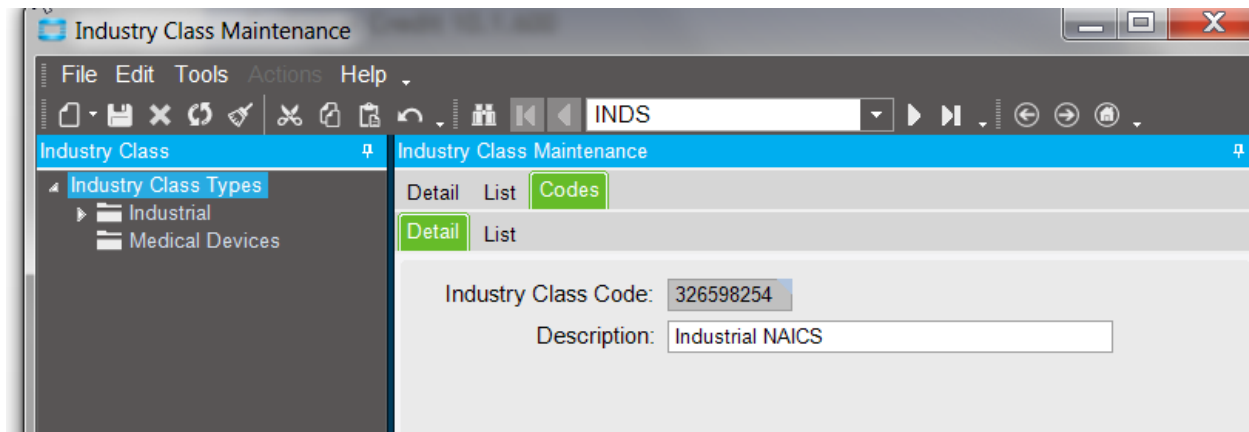 Industry Class Maintenance
File Edit Tools Actions Help
INDS
Industry Class
Industry Class Maintenance
Industry Class Types
Industrial
Medical Devices
Detail List Codes
Detail List
Industry Class Code: 326598254
Description: Industrial NAICS